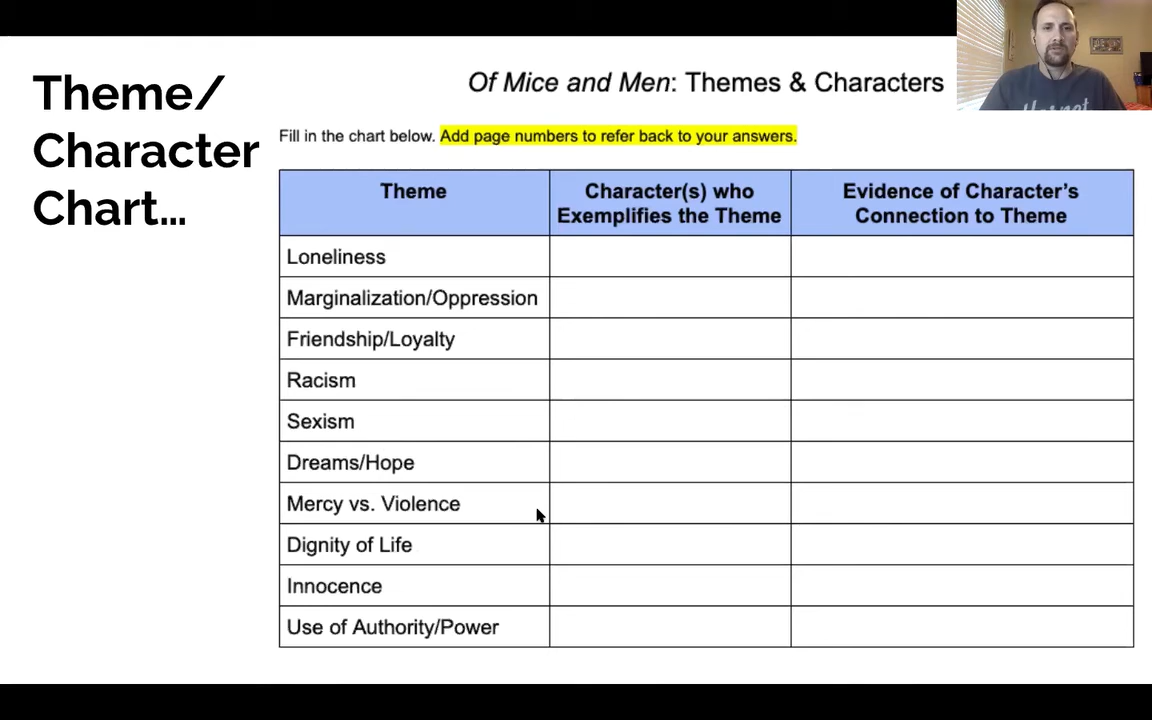 Theme/
Character
Chart...
Of Mice and Men: Themes & Characters
Fill in the chart below. Add page numbers to refer back to your answers.
Theme
Character(s) who
Exemplifies the Theme
Evidence of Character's
Connection to Theme
Loneliness
Marginalization/Oppression
Friendship/Loyalty
Racism
Sexism
Dreams/Hope
Mercy vs. Violence
Dignity of Life
Innocence
Use of Authority/Power